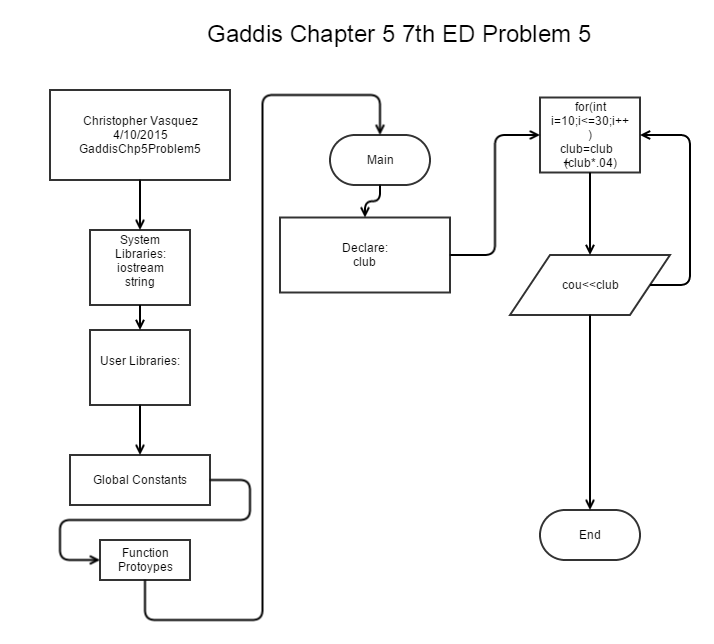 Gaddis Chapter 5 7th ED Problem 5
Christopher Vasquez
4/10/2015
GaddisChp5Problem5
System
Libraries:
iostream
string
User Libraries:
Global Constants
Function
Protoypes
Main
Declare:
club
for(int
i=10;i<=30;i++
)
club=club
+(club*.04)
cou<<club
End